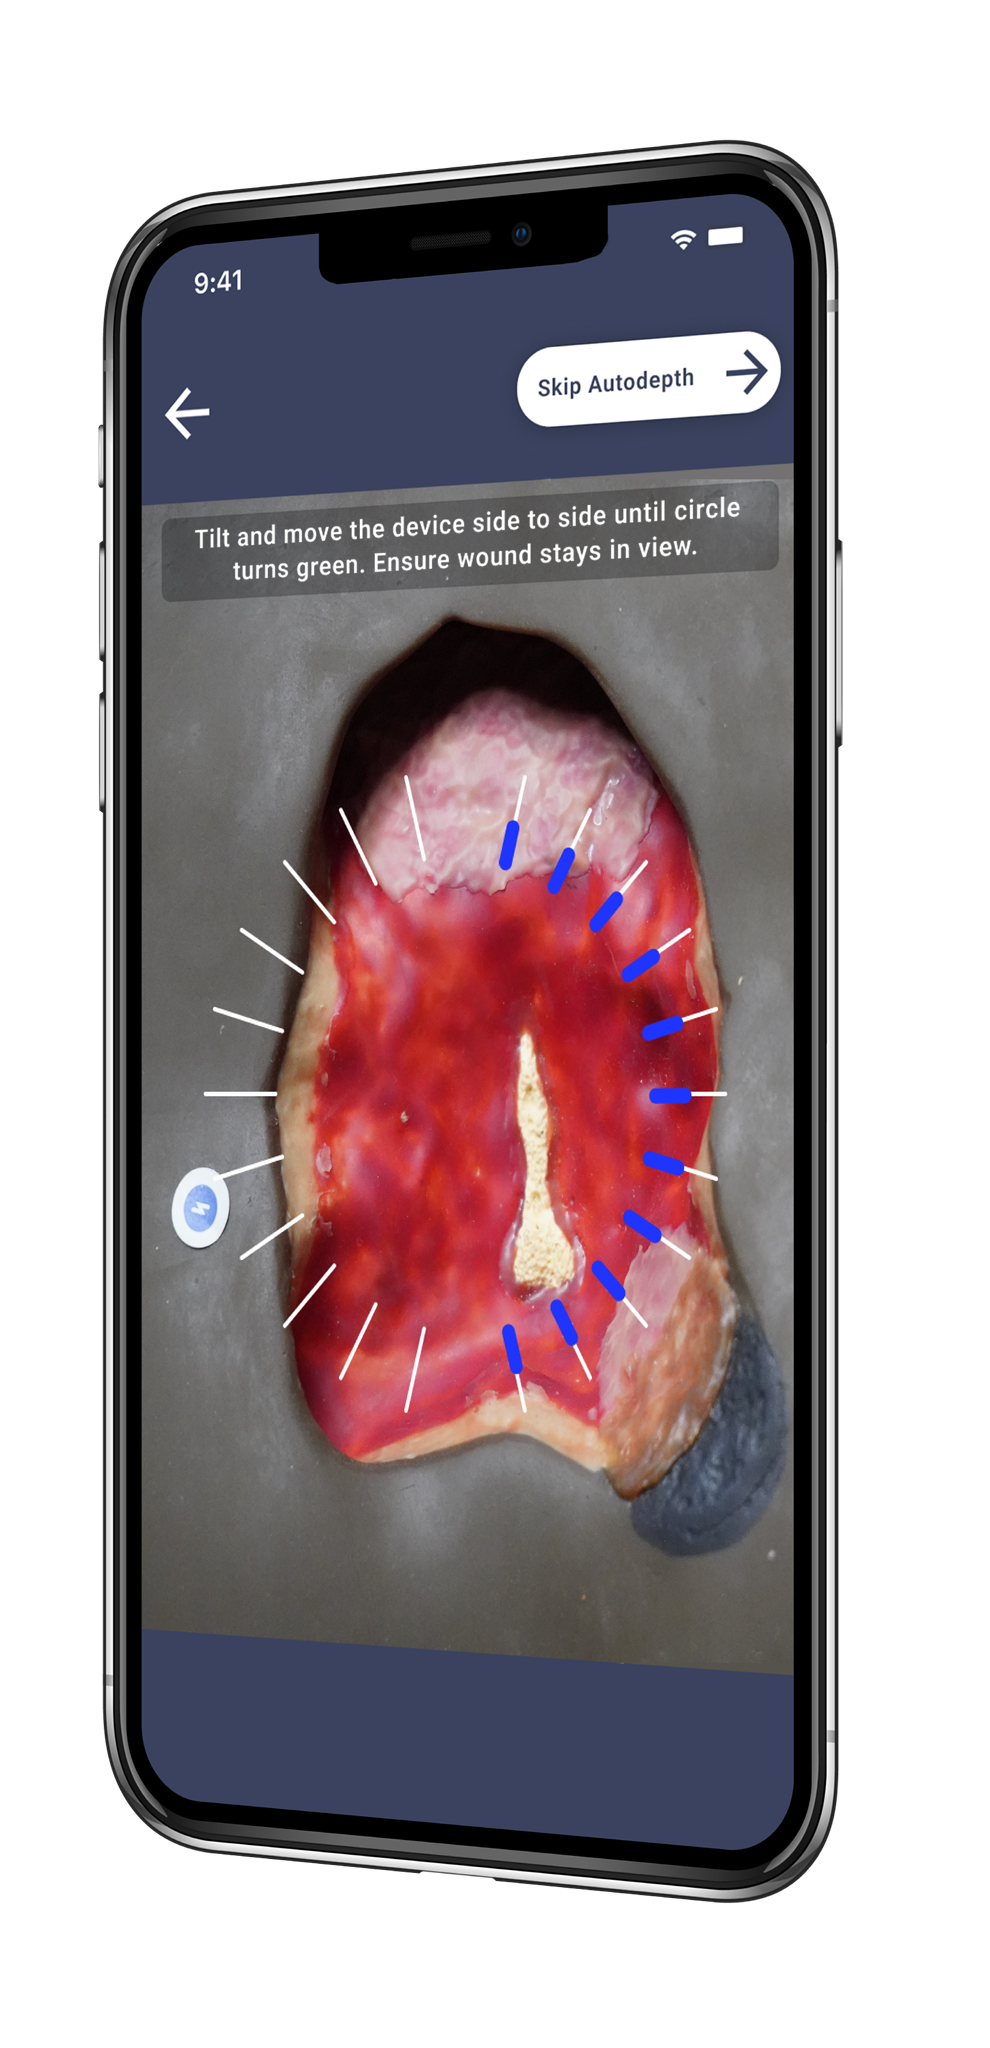 9:41
Skip Autodepth
Tilt and move the device side to side until circle
turns green. Ensure wound stays in view.